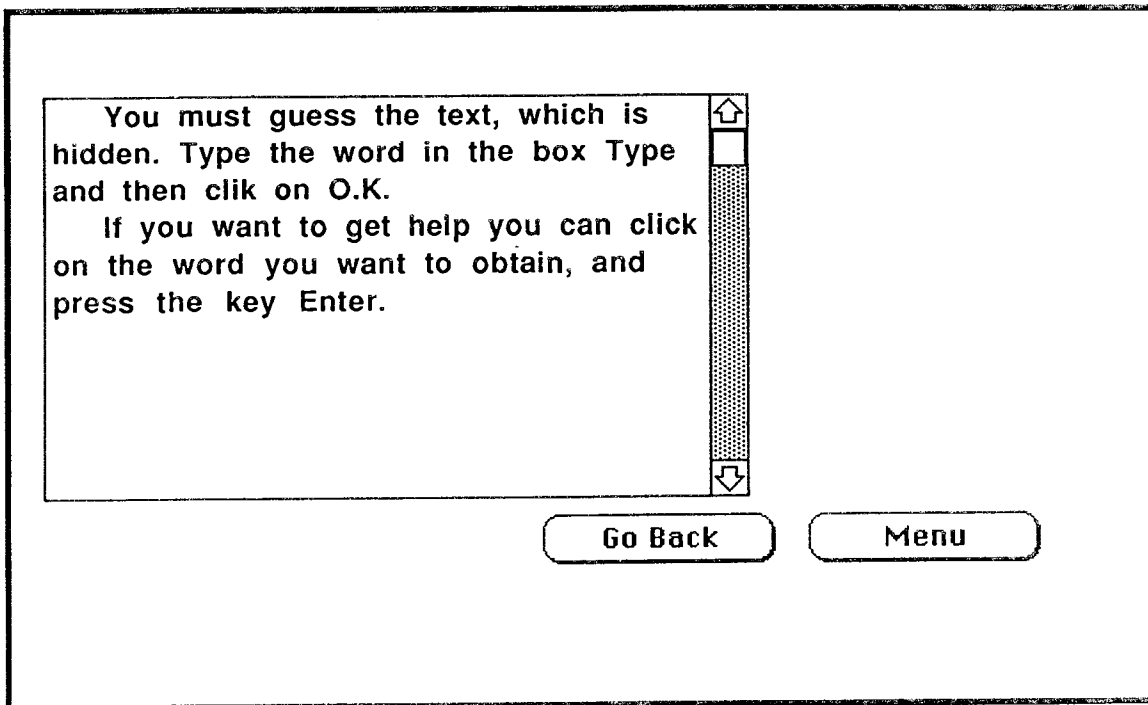 You must guess the text, which is
hidden. Type the word in the box Type
and then clik on O.K.
If you want to get help you can click
on the word you want to obtain, and
press the key Enter.
Go Back
Menu